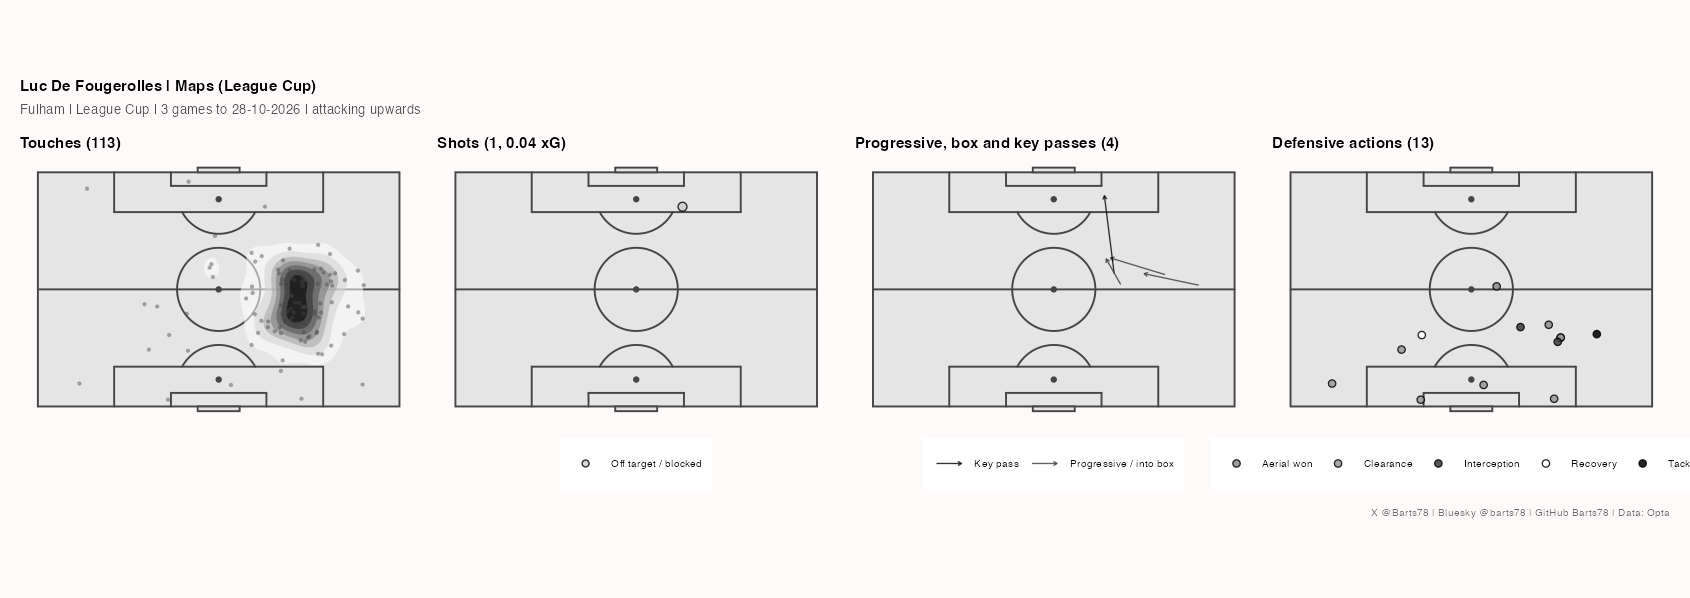 Luc De Fougerolles | Maps (League Cup)
Fulham | League Cup | 3 games to 28-10-2026 | attacking upwards
Touches (113)
Shots (1, 0.04 xG)
Progressive, box and key passes (4)
Defensive actions (13)
Off target / blocked
Key pass
Progressive / into box
Aerial won
Clearance
Interception
Recovery
Tack
X @Barts78 | Bluesky @barts78 | GitHub Barts78 | Data: Opta